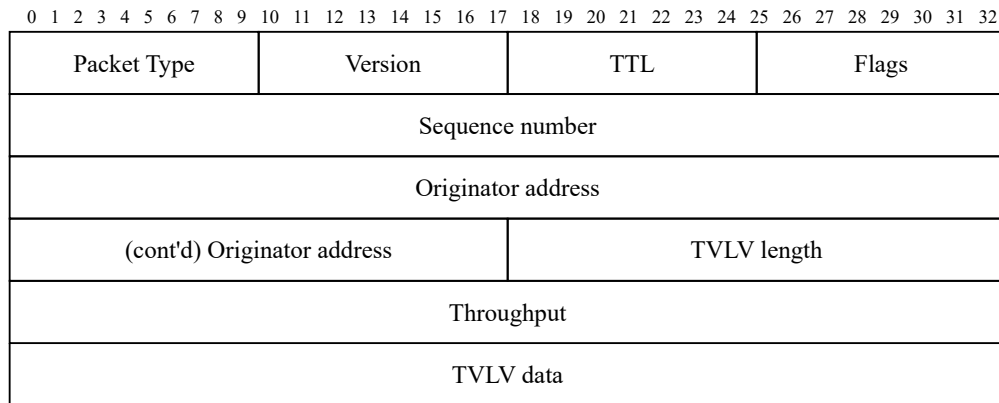 0 1 2 3 4 5 6 7 8 9 10 11 12 13 14 15 16 17 18 19 20 21 22 23 24 25 26 27 28 29 30 31 32
Packet Type Version TTL Flags
Sequence number
Originator address
(cont'd) Originator address TVLV length
Throughput
TVLV data